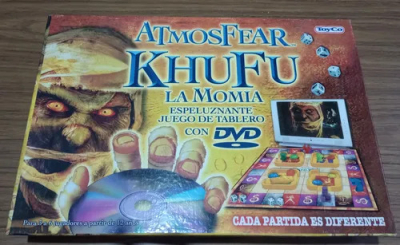 ToyCo
ATMOSFEAR
KHUFU
LA MOMIA
ESPELUZNANTE
JUEGO DE TABLERO
CON DVD
CADA PARTIDA ES DIFERENTE